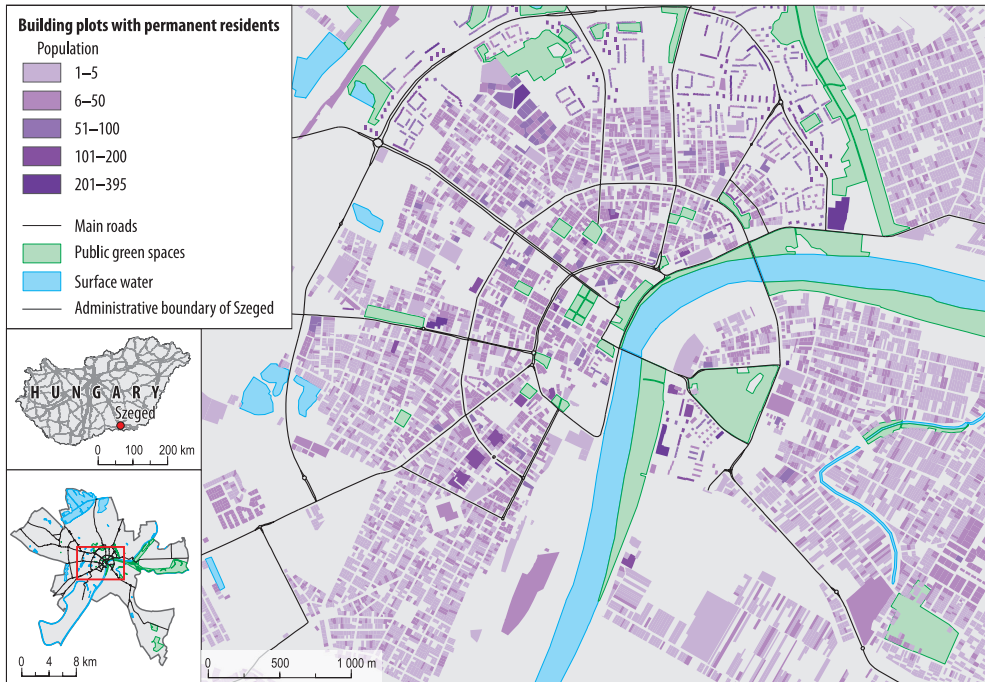 Building plots with permanent residents
Population
1–5
6–50
51–100
101–200
201–395
Main roads
Public green spaces
Surface water
Administrative boundary of Szeged
HUNGARY
Szeged
0 100 200 km
0 4 8 km
0 500 1 000 m